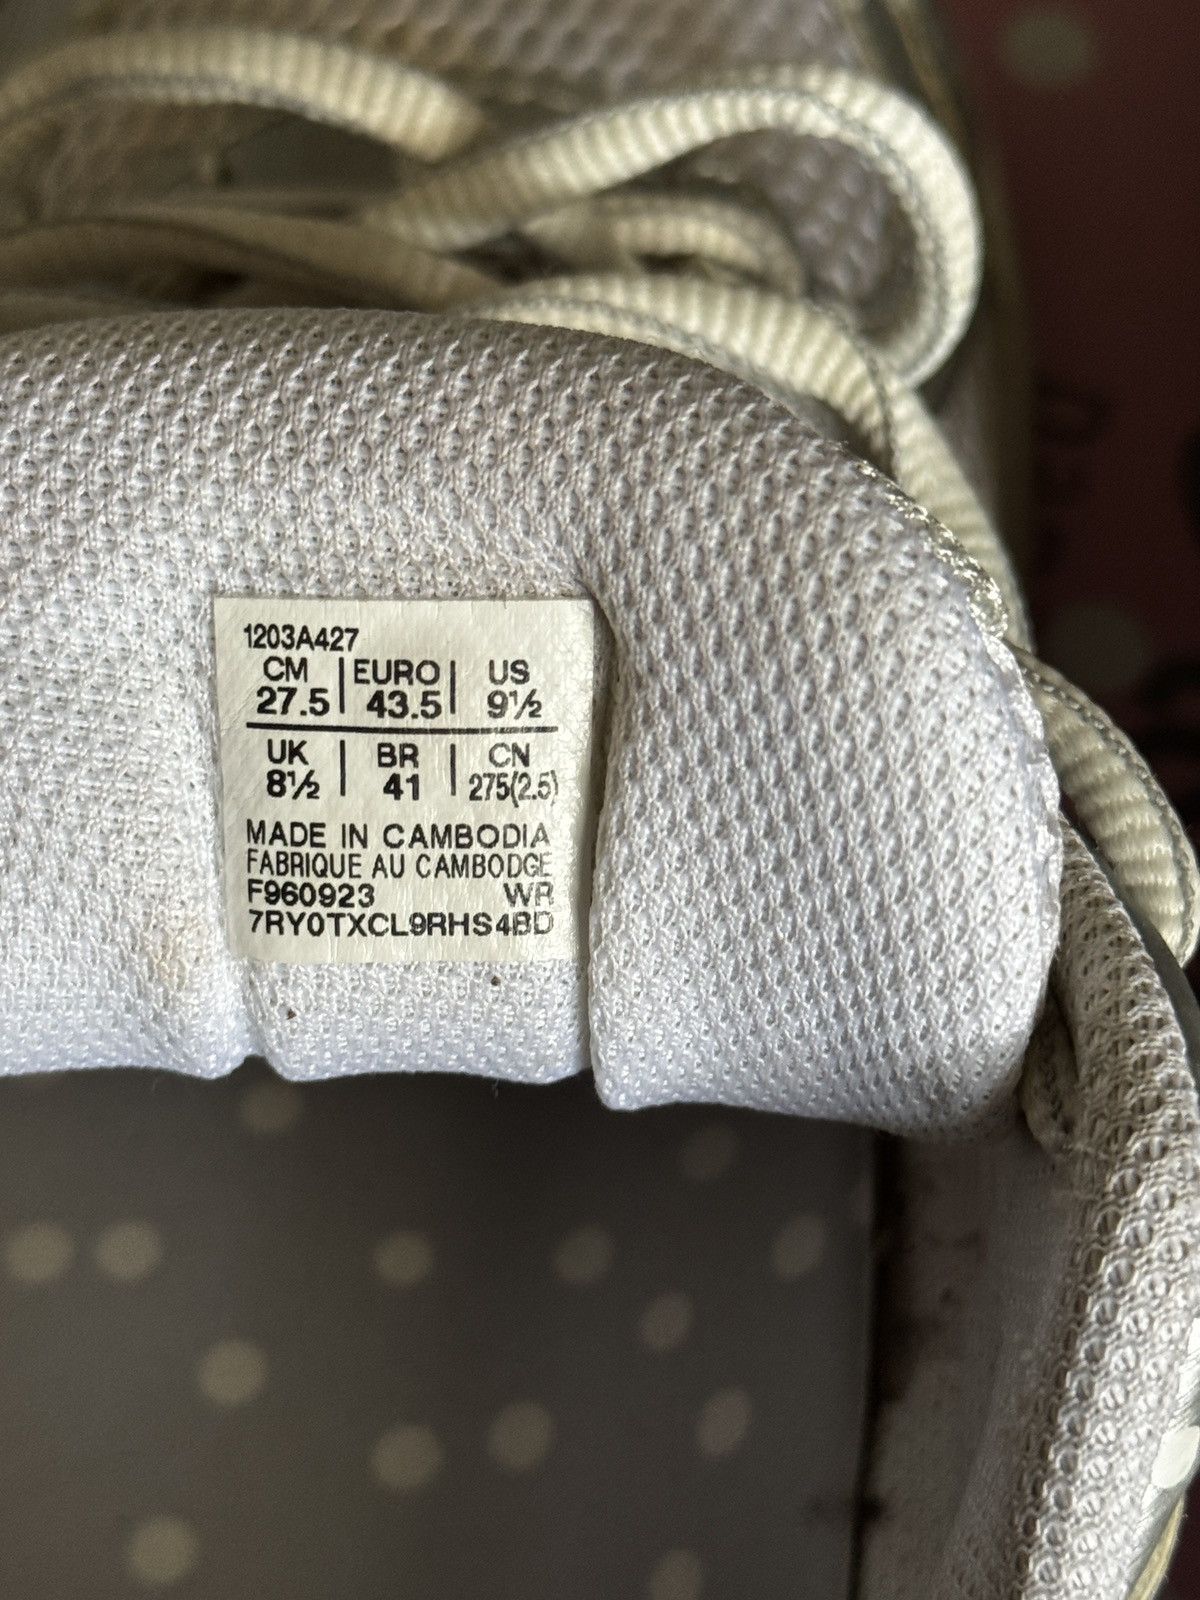 1203A427
CM | EURO | US
27.5 | 43.5 | 9½
UK | BR | CN
8½ | 41 | 275(2.5)
MADE IN CAMBODIA
FABRIQUE AU CAMBODGE
F960923 WR
7RY0TXCL9RHS4BD